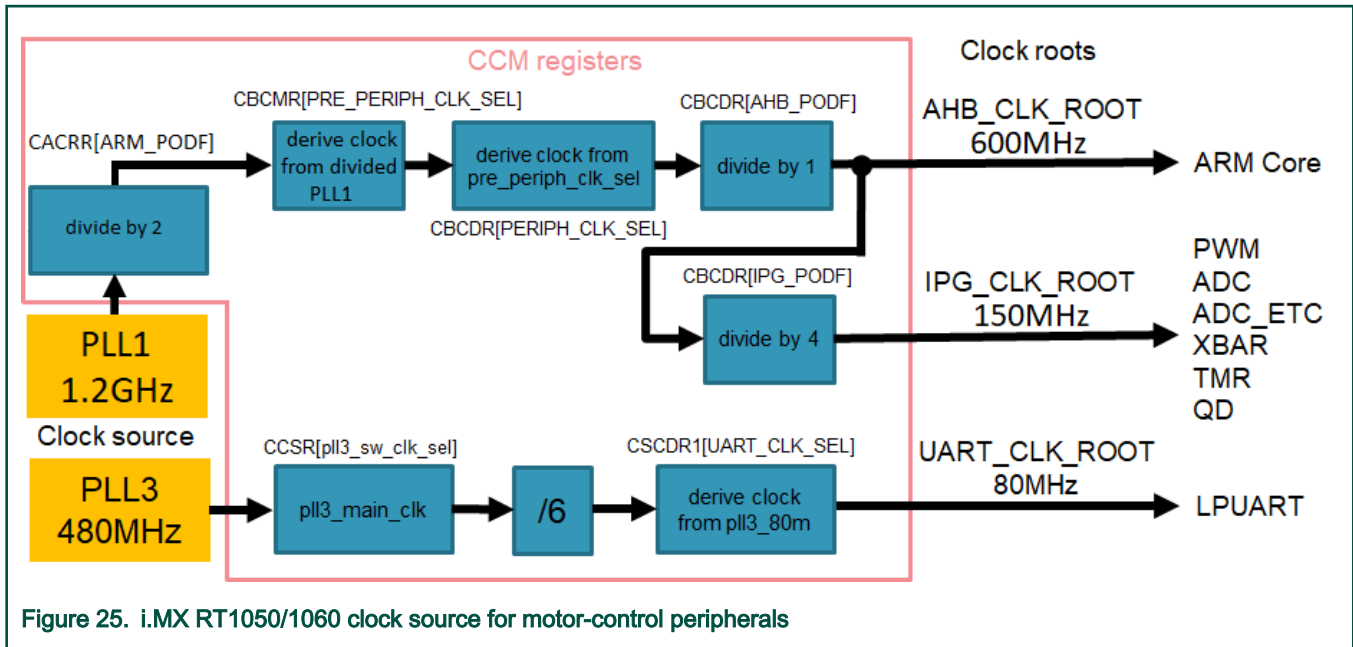 CCM registers
Clock roots
CBCMR[PRE_PERIPH_CLK_SEL]
CBCDR[AHB_PODF]
AHB_CLK_ROOT
600MHz
CACRR[ARM_PODF]
derive clock
from divided
PLL1
derive clock from
pre_periph_clk_sel
divide by 1
ARM Core
divide by 2
CBCDR[PERIPH_CLK_SEL]
CBCDR[IPG_PODF]
IPG_CLK_ROOT
150MHz
PWM
ADC
ADC_ETC
XBAR
TMR
QD
divide by 4
PLL1
1.2GHz
Clock source
CCSR[pll3_sw_clk_sel]
CSCDR1[UART_CLK_SEL]
UART_CLK_ROOT
80MHz
PLL3
480MHz
pll3_main_clk
/6
derive clock
from pll3_80m
LPUART
Figure 25. i.MX RT1050/1060 clock source for motor-control peripherals